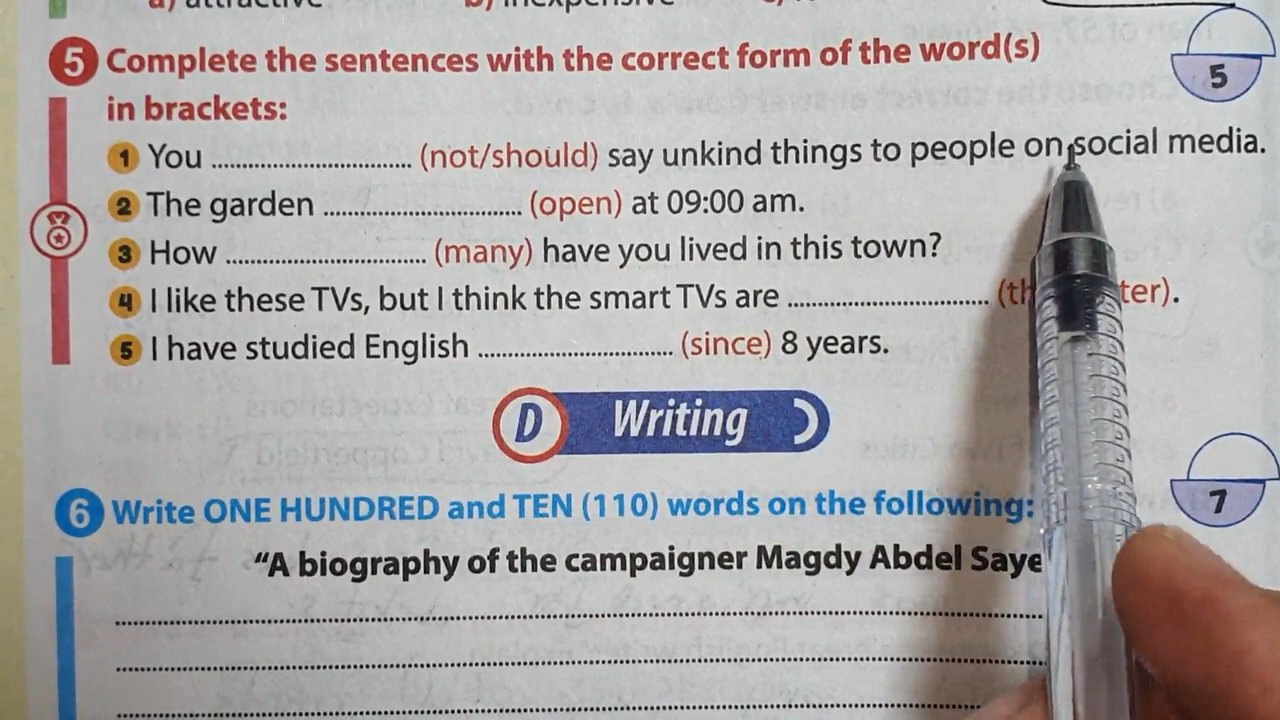 5 Complete the sentences with the correct form of the word(s)
in brackets:
5
1 You .............................. (not/should) say unkind things to people on social media.
2 The garden .............................. (open) at 09:00 am.
3 How .............................. (many) have you lived in this town?
4 I like these TVs, but I think the smart TVs are ..............................
5 I have studied English .............................. (since) 8 years.
D Writing
6 Write ONE HUNDRED and TEN (110) words on the following:
7
"A biography of the campaigner Magdy Abdel